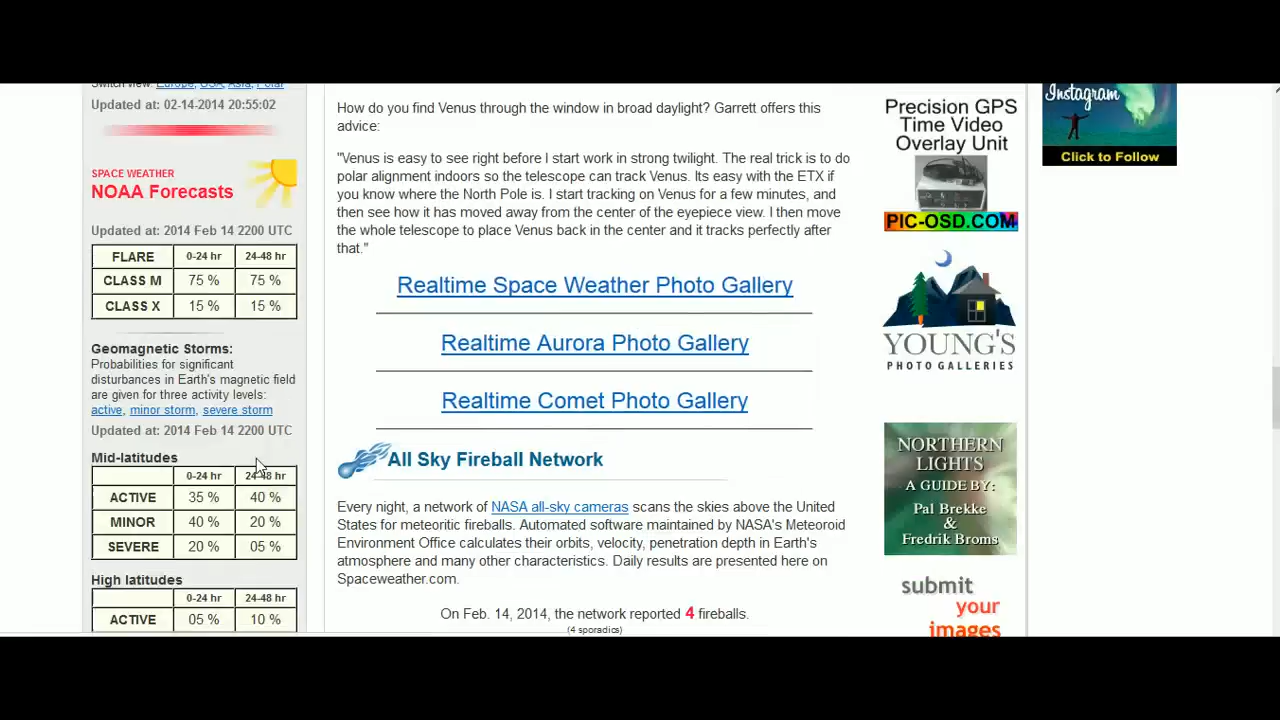 Switch view: Europe, USA, Asia, Polar
Updated at: 02-14-2014 20:55:02
SPACE WEATHER
NOAA Forecasts
Updated at: 2014 Feb 14 2200 UTC
FLARE 0-24 hr 24-48 hr
CLASS M 75 % 75 %
CLASS X 15 % 15 %
Geomagnetic Storms:
Probabilities for significant
disturbances in Earth's magnetic field
are given for three activity levels:
active, minor storm, severe storm
Updated at: 2014 Feb 14 2200 UTC
Mid-latitudes
0-24 hr 24-48 hr
ACTIVE 35 % 40 %
MINOR 40 % 20 %
SEVERE 20 % 05 %
High latitudes
0-24 hr 24-48 hr
ACTIVE 05 % 10 %
How do you find Venus through the window in broad daylight? Garrett offers this
advice:
"Venus is easy to see right before I start work in strong twilight. The real trick is to do
polar alignment indoors so the telescope can track Venus. Its easy with the ETX if
you know where the North Pole is. I start tracking on Venus for a few minutes, and
then see how it has moved away from the center of the eyepiece view. I then move
the whole telescope to place Venus back in the center and it tracks perfectly after
that."
Realtime Space Weather Photo Gallery
Realtime Aurora Photo Gallery
Realtime Comet Photo Gallery
All Sky Fireball Network
Every night, a network of NASA all-sky cameras scans the skies above the United
States for meteoritic fireballs. Automated software maintained by NASA's Meteoroid
Environment Office calculates their orbits, velocity, penetration depth in Earth's
atmosphere and many other characteristics. Daily results are presented here on
Spaceweather.com.
On Feb. 14, 2014, the network reported 4 fireballs.
(4 sporadics)
Precision GPS
Time Video
Overlay Unit
PIC-OSD.COM
YOUNG'S
PHOTO GALLERIES
NORTHERN
LIGHTS
A GUIDE BY:
Pal Brekke
&
Fredrik Broms
submit
your
images
Instagram
Click to Follow